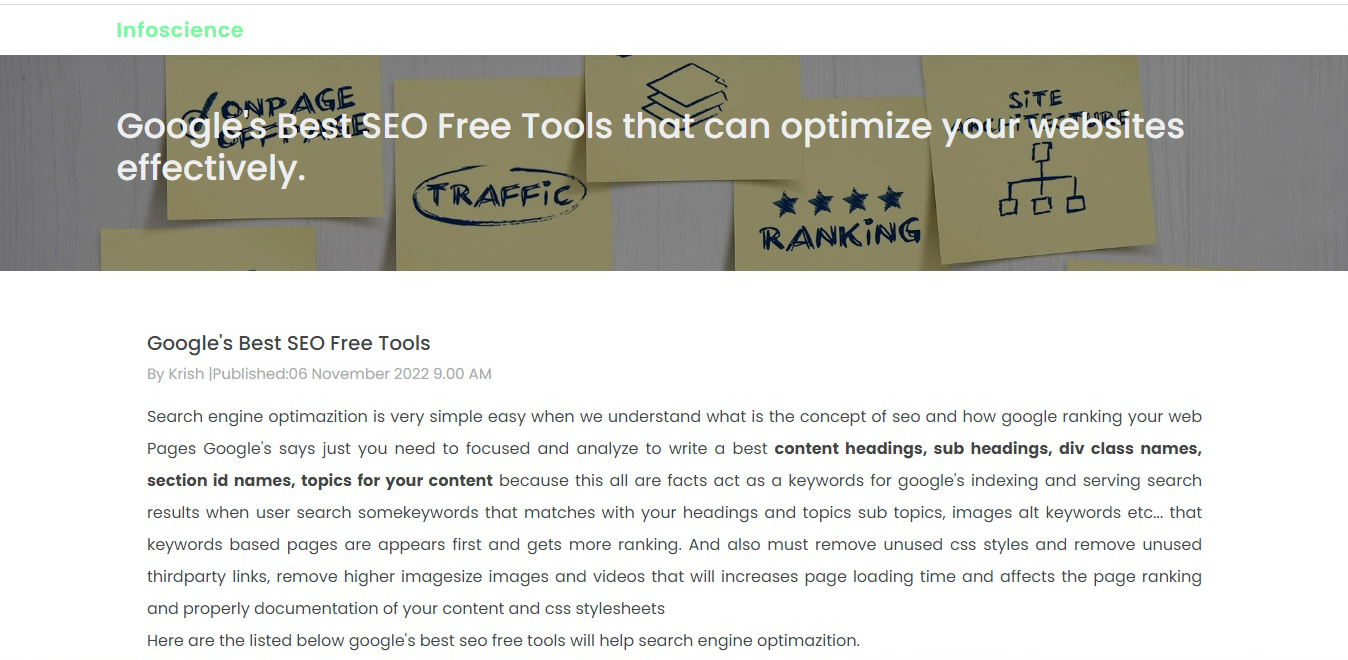 Infoscience
Google's Best SEO Free Tools that can optimize your websites
effectively.
ONPAGE
OFFPAGE
TRAFFiC
RANKiNG
SiTE
ARCHiTECTURE
Google's Best SEO Free Tools
By Krish |Published:06 November 2022 9.00 AM
Search engine optimazition is very simple easy when we understand what is the concept of seo and how google ranking your web
Pages Google's says just you need to focused and analyze to write a best content headings, sub headings, div class names,
section id names, topics for your content because this all are facts act as a keywords for google's indexing and serving search
results when user search somekeywords that matches with your headings and topics sub topics, images alt keywords etc... that
keywords based pages are appears first and gets more ranking. And also must remove unused css styles and remove unused
thirdparty links, remove higher imagesize images and videos that will increases page loading time and affects the page ranking
and properly documentation of your content and css stylesheets
Here are the listed below google's best seo free tools will help search engine optimazition.